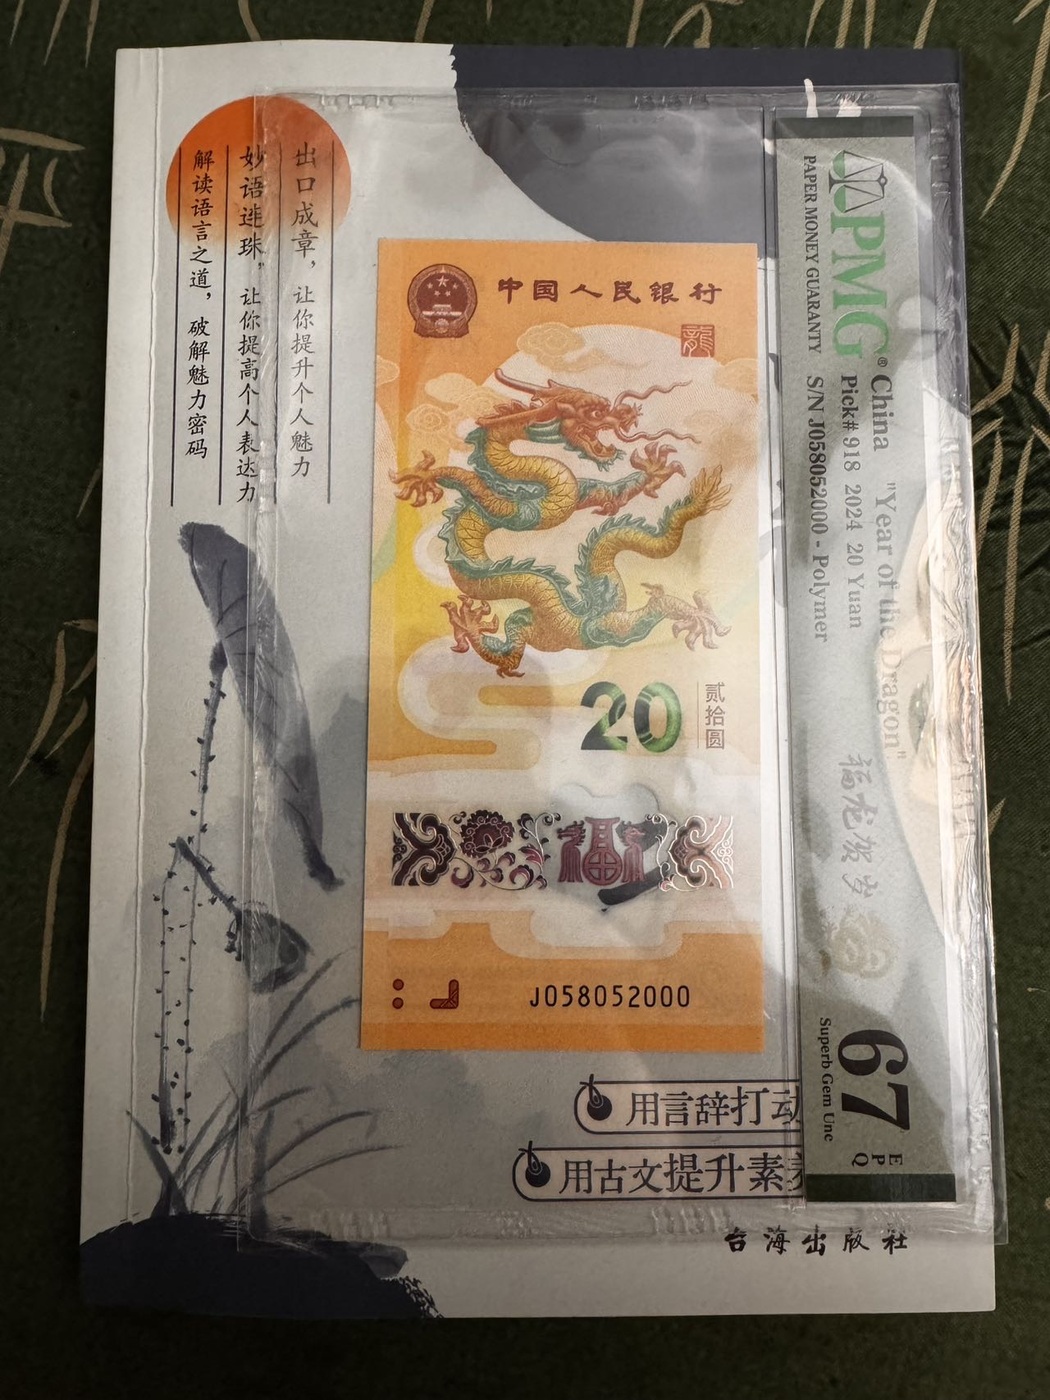 出口成章，让你提升个人魅力
妙语连珠，让你提高个人表达力
解读语言之道，破解魅力密码
中国人民银行
龍
20
贰拾圆
福
J058052000
PMG
PAPER MONEY GUARANTY
China "Year of the Dragon"
Pick# 918 2024 20 Yuan
S/N J058052000 - Polymer
福龙贺岁
67
EPQ
Superb Gem Unc
用言辞打动
用古文提升素
台海出版社